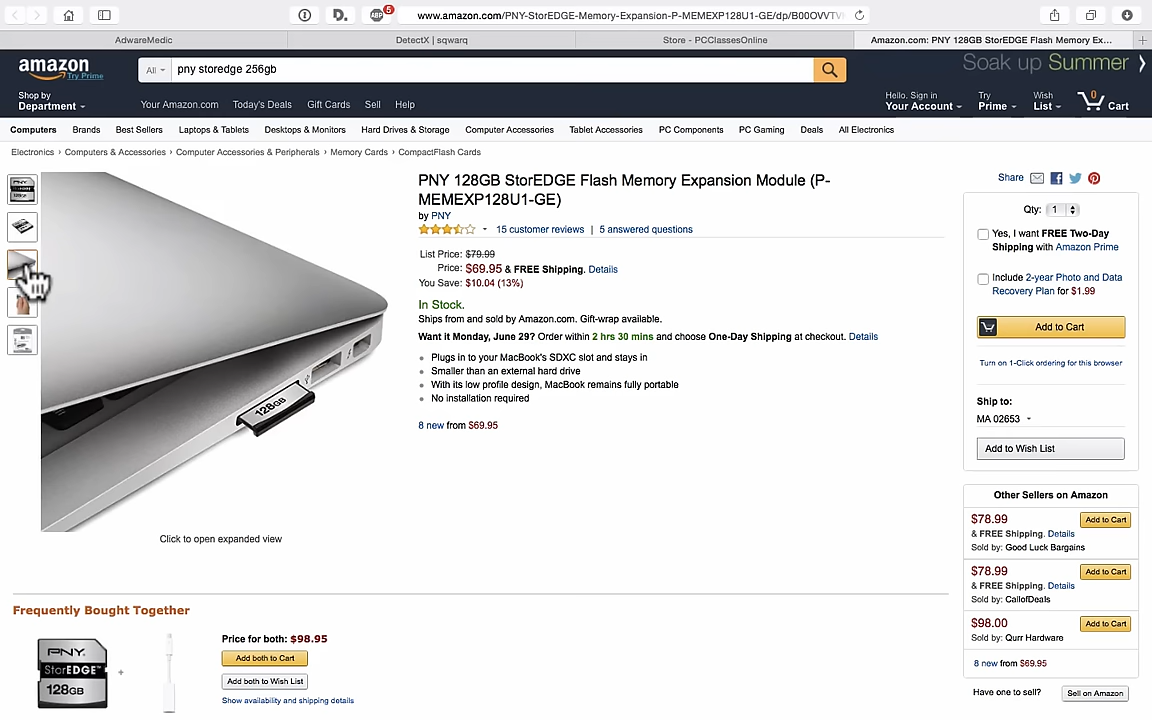 www.amazon.com/PNY-StorEDGE-Memory-Expansion-P-MEMEXP128U1-GE/dp/B00OVVTV
ABP 5
AdwareMedic
DetectX | sqwarq
Store - PCClassesOnline
Amazon.com: PNY 128GB StorEDGE Flash Memory Ex...
amazon
Try Prime
All
pny storedge 256gb
Soak up Summer
Shop by
Department
Your Amazon.com
Today's Deals
Gift Cards
Sell
Help
Hello. Sign in
Your Account
Try
Prime
Wish
List
0
Cart
Computers
Brands
Best Sellers
Laptops & Tablets
Desktops & Monitors
Hard Drives & Storage
Computer Accessories
Tablet Accessories
PC Components
PC Gaming
Deals
All Electronics
Electronics › Computers & Accessories › Computer Accessories & Peripherals › Memory Cards › CompactFlash Cards
128GB
Click to open expanded view
PNY 128GB StorEDGE Flash Memory Expansion Module (P-
MEMEXP128U1-GE)
by PNY
15 customer reviews | 5 answered questions
List Price: $79.99
Price: $69.95 & FREE Shipping. Details
You Save: $10.04 (13%)
In Stock.
Ships from and sold by Amazon.com. Gift-wrap available.
Want it Monday, June 29? Order within 2 hrs 30 mins and choose One-Day Shipping at checkout. Details
Plugs in to your MacBook's SDXC slot and stays in
Smaller than an external hard drive
With its low profile design, MacBook remains fully portable
No installation required
8 new from $69.95
Share
Qty: 1
Yes, I want FREE Two-Day
Shipping with Amazon Prime
Include 2-year Photo and Data
Recovery Plan for $1.99
Add to Cart
Turn on 1-Click ordering for this browser
Ship to:
MA 02653
Add to Wish List
Other Sellers on Amazon
$78.99
Add to Cart
& FREE Shipping. Details
Sold by: Good Luck Bargains
$78.99
Add to Cart
& FREE Shipping. Details
Sold by: CallofDeals
$98.00
Add to Cart
Sold by: Qurr Hardware
8 new from $69.95
Have one to sell?
Sell on Amazon
Frequently Bought Together
PNY
StorEDGE
128GB
+
Price for both: $98.95
Add both to Cart
Add both to Wish List
Show availability and shipping details